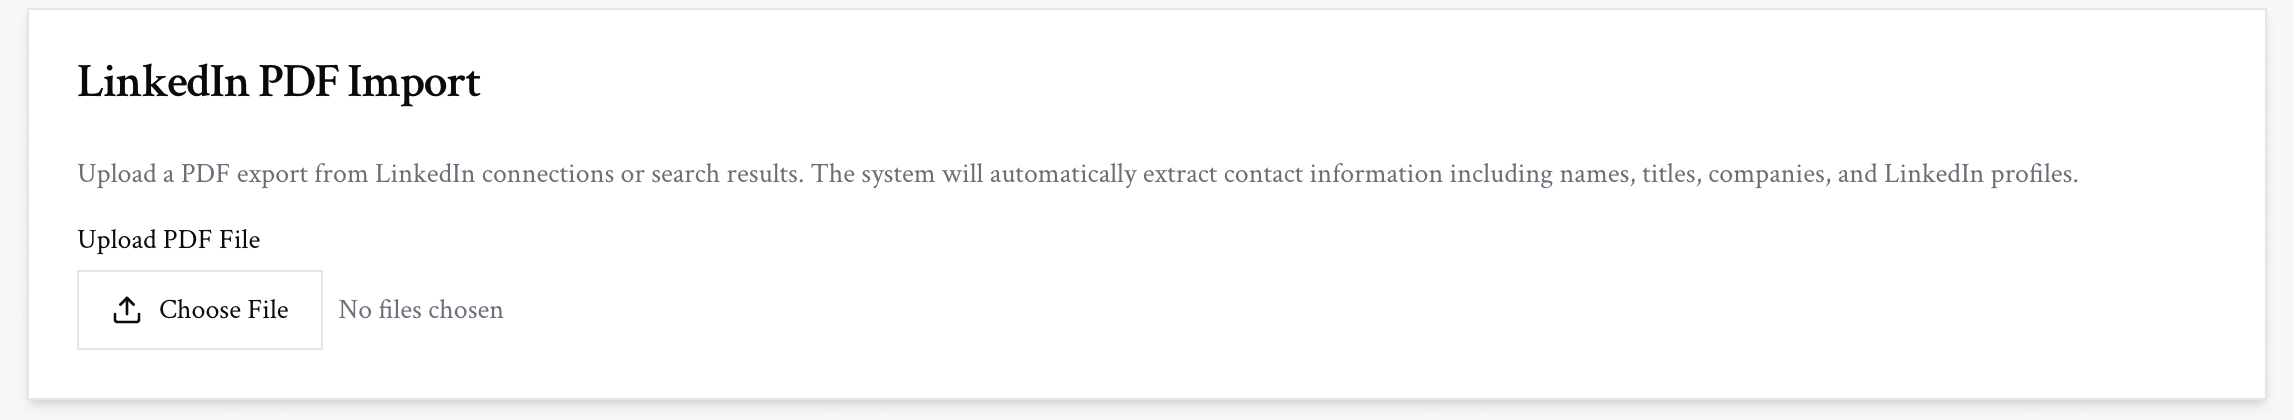 LinkedIn PDF Import
Upload a PDF export from LinkedIn connections or search results. The system will automatically extract contact information including names, titles, companies, and LinkedIn profiles.
Upload PDF File
Choose File No files chosen